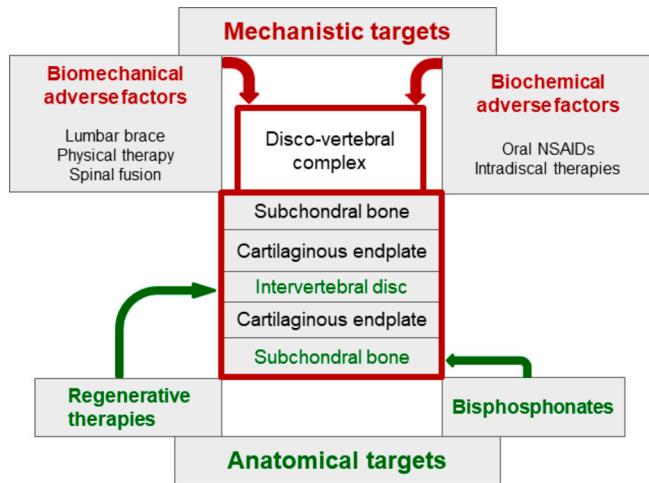 Mechanistic targets
Biomechanical
adverse factors
Lumbar brace
Physical therapy
Spinal fusion
Biochemical
adverse factors
Oral NSAIDs
Intradiscal therapies
Disco-vertebral
complex
Subchondral bone
Cartilaginous endplate
Intervertebral disc
Cartilaginous endplate
Subchondral bone
Regenerative
therapies
Bisphosphonates
Anatomical targets